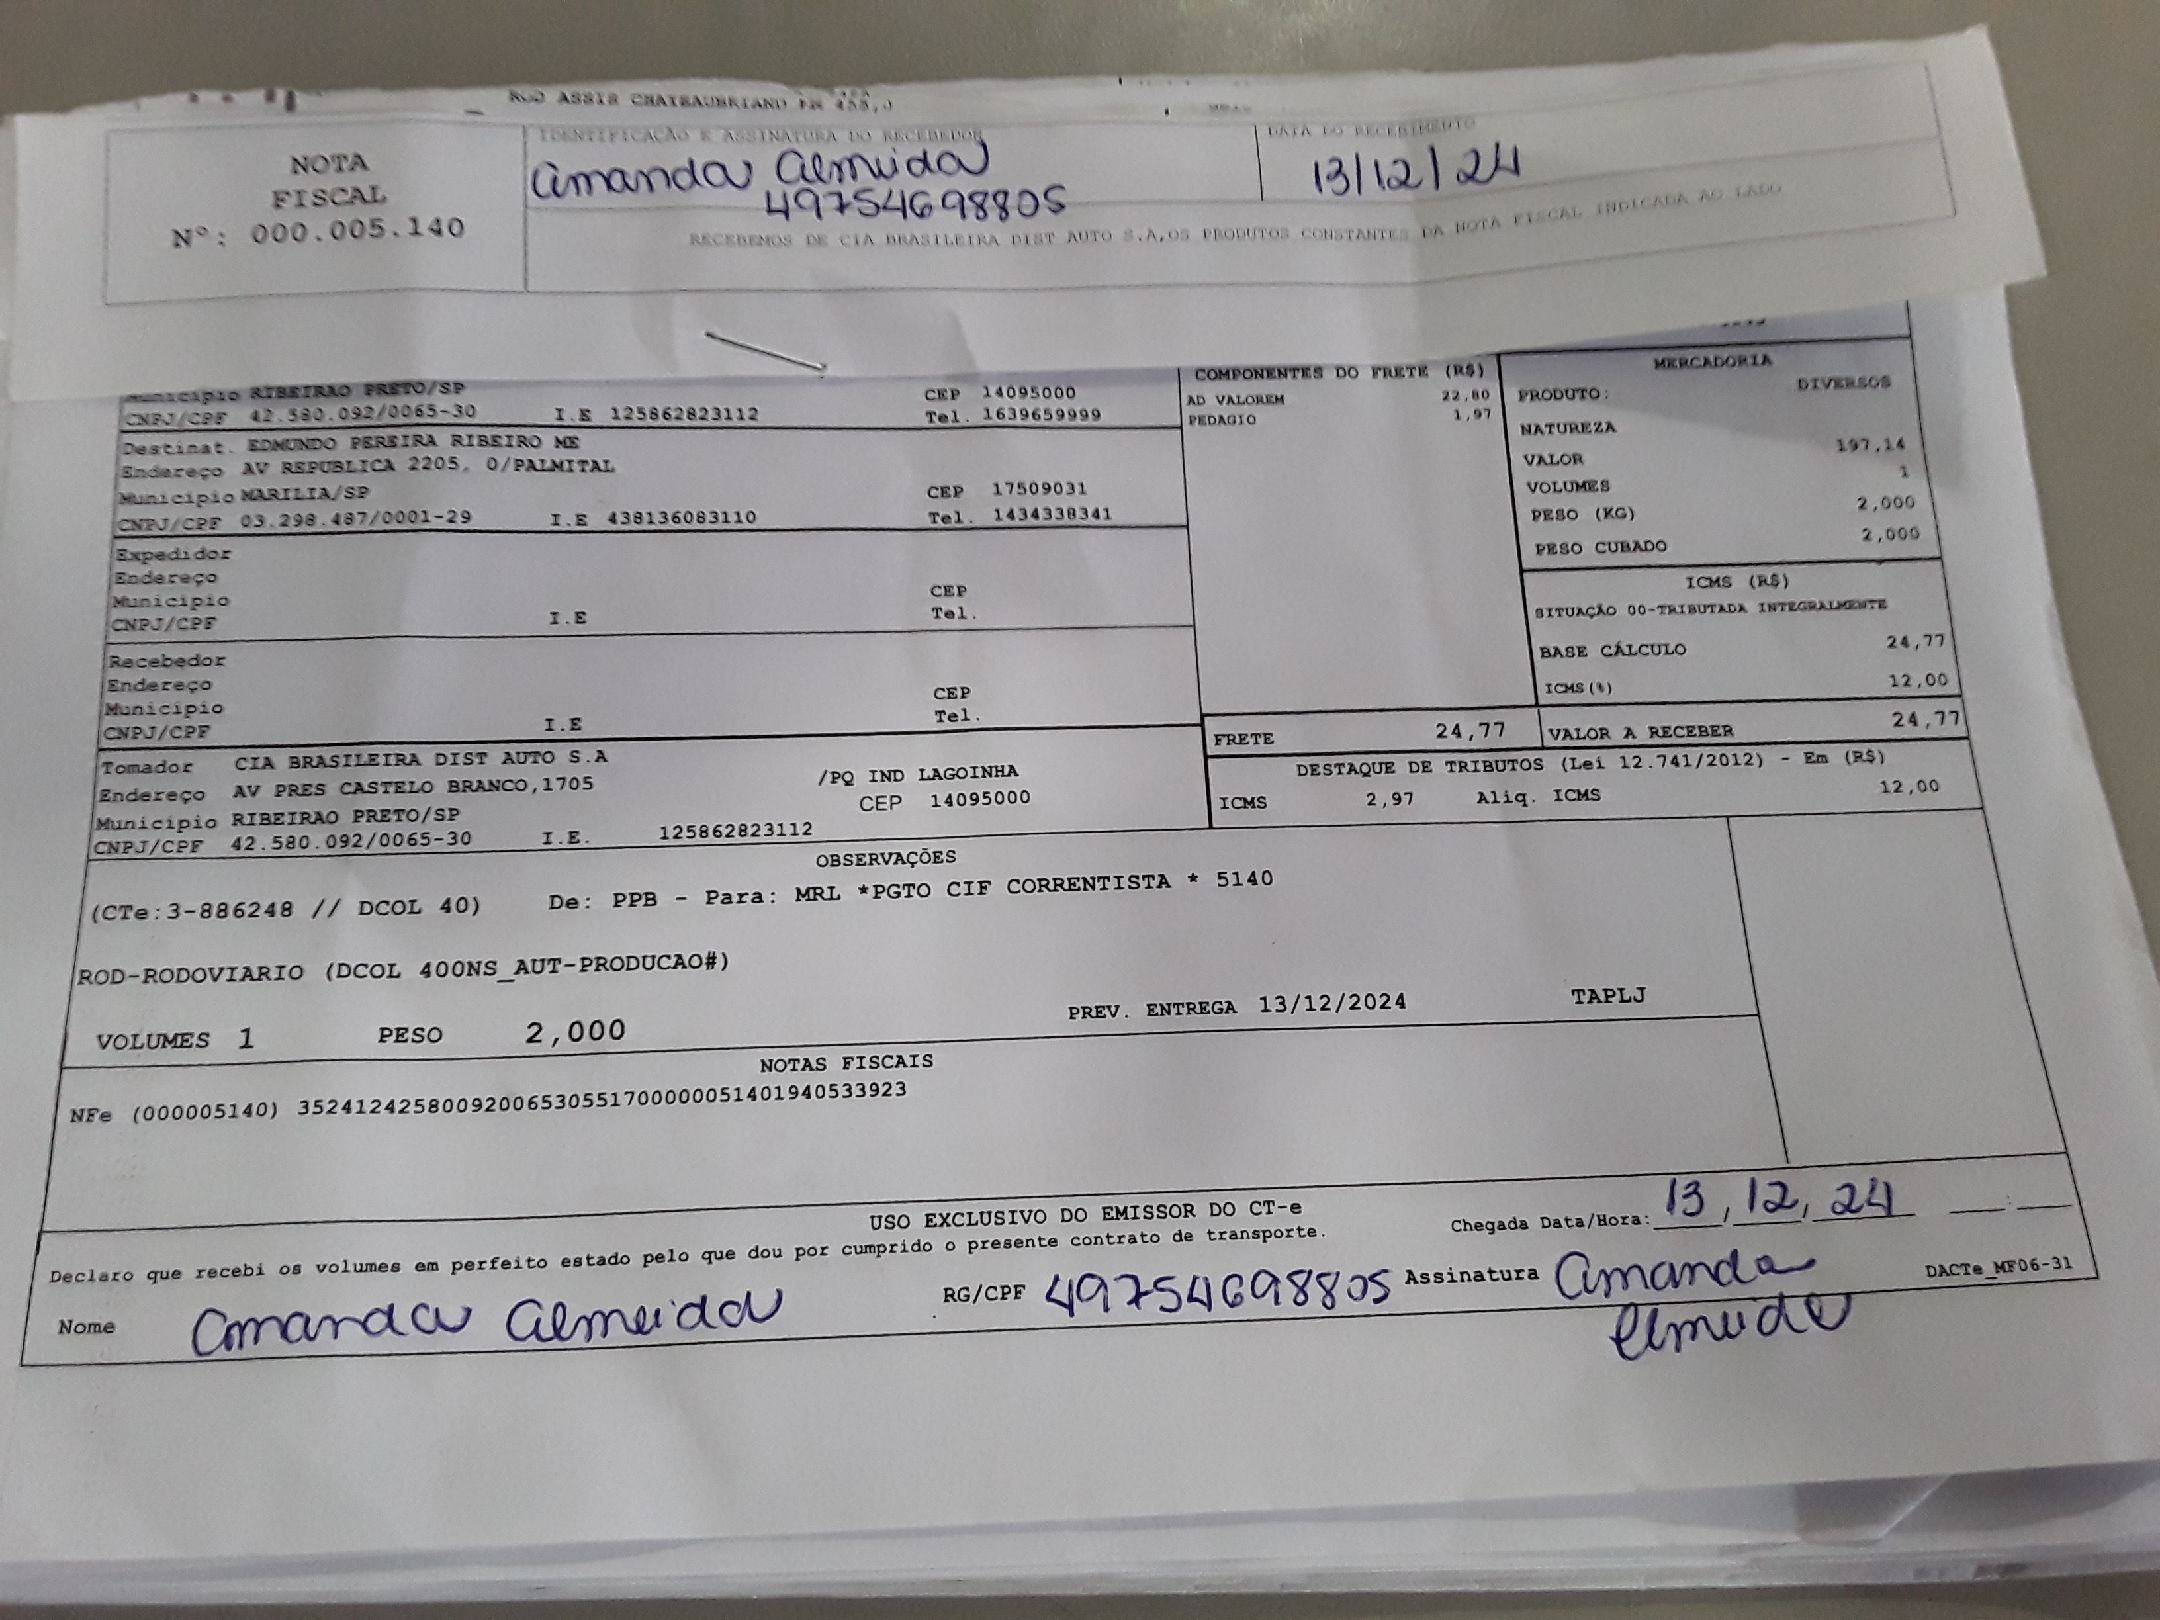 ROD ASSIS CHATEAUBRIAND KM 455,0
NOTA
FISCAL
Nº: 000.005.140
IDENTIFICAÇÃO E ASSINATURA DO RECEBEDOR
Amanda Almeida
49754698805
DATA DO RECEBIMENTO
13/12/24
RECEBEMOS DE CIA BRASILEIRA DIST AUTO S.A,OS PRODUTOS CONSTANTES DA NOTA FISCAL INDICADA AO LADO
Municipio RIBEIRAO PRETO/SP CEP 14095000
CNPJ/CPF 42.580.092/0065-30 I.E 125862823112 Tel. 1639659999
Destinat. EDMUNDO PEREIRA RIBEIRO ME
Endereço AV REPUBLICA 2205, 0/PALMITAL
Municipio MARILIA/SP CEP 17509031
CNPJ/CPF 03.298.487/0001-29 I.E 438136083110 Tel. 1434338341
Expedidor
Endereço
Municipio CEP
CNPJ/CPF I.E Tel.
Recebedor
Endereço
Municipio CEP
CNPJ/CPF I.E Tel.
Tomador CIA BRASILEIRA DIST AUTO S.A
Endereço AV PRES CASTELO BRANCO,1705 /PQ IND LAGOINHA
Municipio RIBEIRAO PRETO/SP CEP 14095000
CNPJ/CPF 42.580.092/0065-30 I.E. 125862823112
COMPONENTES DO FRETE (R$)
AD VALOREM 22,80
PEDAGIO 1,97
MERCADORIA
PRODUTO: DIVERSOS
NATUREZA
VALOR 197,14
VOLUMES 1
PESO (KG) 2,000
PESO CUBADO 2,000
ICMS (R$)
SITUAÇÃO 00-TRIBUTADA INTEGRALMENTE
BASE CÁLCULO 24,77
ICMS(%) 12,00
FRETE 24,77 VALOR A RECEBER 24,77
DESTAQUE DE TRIBUTOS (Lei 12.741/2012) - Em (R$)
ICMS 2,97 Aliq. ICMS 12,00
OBSERVAÇÕES
(CTe:3-886248 // DCOL 40) De: PPB - Para: MRL *PGTO CIF CORRENTISTA * 5140
ROD-RODOVIARIO (DCOL 400NS_AUT-PRODUCAO#)
VOLUMES 1 PESO 2,000 PREV. ENTREGA 13/12/2024 TAPLJ
NOTAS FISCAIS
NFe (000005140) 35241242580092006530551700000051401940533923
USO EXCLUSIVO DO EMISSOR DO CT-e
Declaro que recebi os volumes em perfeito estado pelo que dou por cumprido o presente contrato de transporte.
Chegada Data/Hora: 13, 12, 24 ___:___
Nome Amanda Almeida RG/CPF 49754698805 Assinatura Amanda
Almeida
DACTe_MF06-31